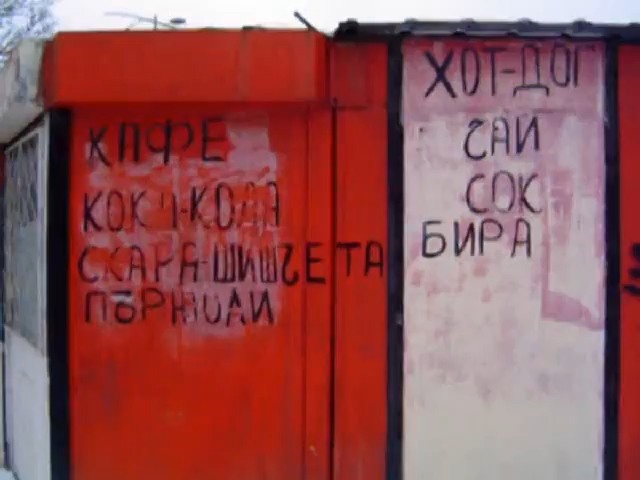 КАФЕ
КОКА-КОЛА
СКАРА-ШИШЧЕТА
ПЪРЖОЛИ
ХОТ-ДОГ
ЧАЙ
СОК
БИРА